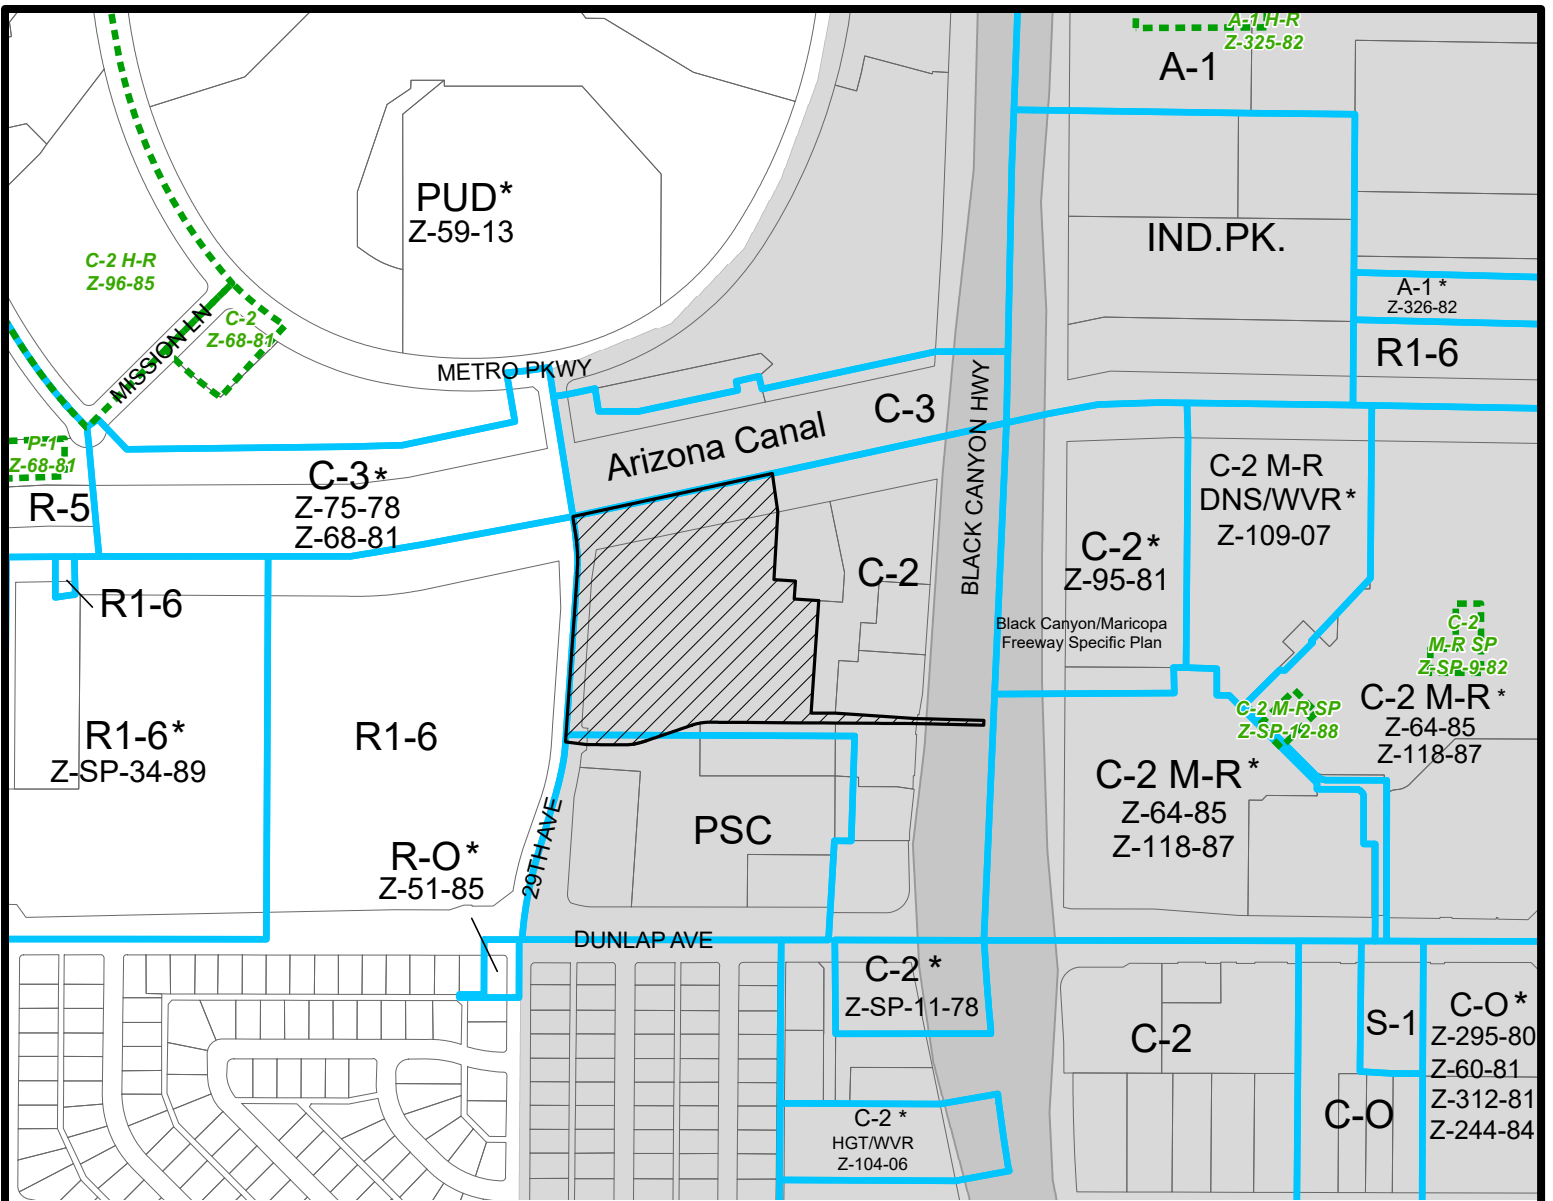 A-1 H-R
Z-325-82
A-1
PUD*
Z-59-13
IND.PK.
C-2 H-R
Z-96-85
C-2
Z-68-81
MISSION LN
METRO PKWY
A-1 *
Z-326-82
R1-6
C-3
Arizona Canal
BLACK CANYON HWY
P-1
Z-68-81
R-5
C-3*
Z-75-78
Z-68-81
C-2 M-R
DNS/WVR*
Z-109-07
C-2*
Z-95-81
C-2
R1-6
Black Canyon/Maricopa
Freeway Specific Plan
C-2
M-R SP
Z-SP-9-82
C-2 M-R*
Z-64-85
Z-118-87
C-2 M-R SP
Z-SP-12-88
R1-6*
Z-SP-34-89
R1-6
C-2 M-R*
Z-64-85
Z-118-87
PSC
R-O*
Z-51-85
29TH AVE
DUNLAP AVE
C-2 *
Z-SP-11-78
C-2
S-1
C-O*
Z-295-80
Z-60-81
Z-312-81
Z-244-84
C-O
C-2 *
HGT/WVR
Z-104-06